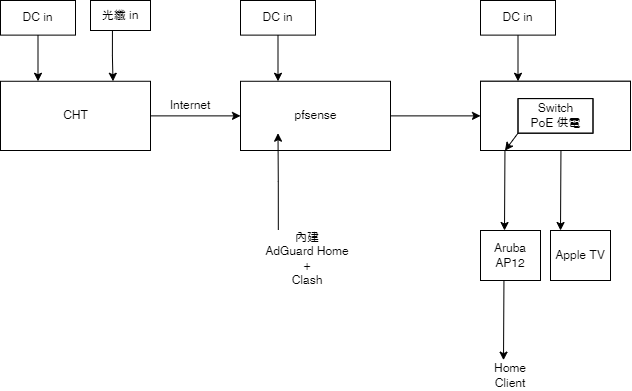 DC in
光纖 in
DC in
DC in
CHT
Internet
pfsense
Switch
PoE 供電
內建
AdGuard Home
+
Clash
Aruba
AP12
Apple TV
Home
Client